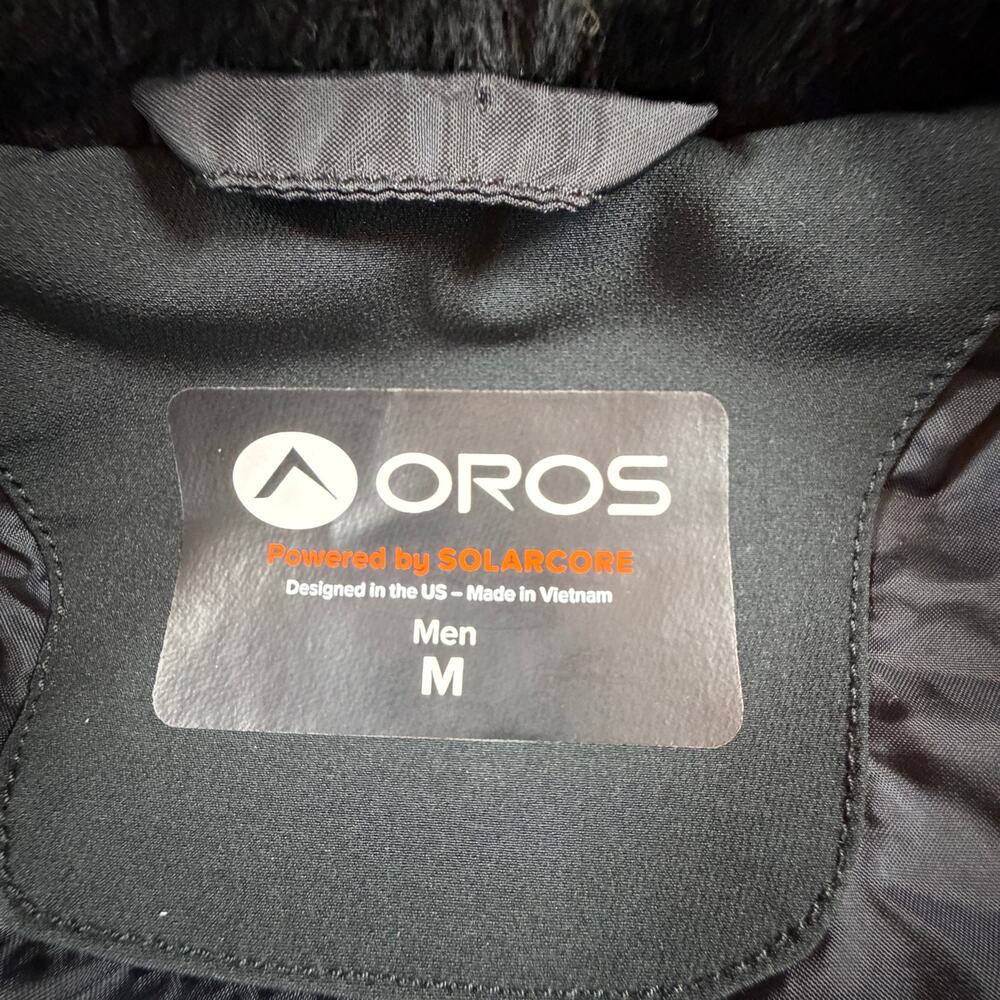 OROS
Powered by SOLARCORE
Designed in the US – Made in Vietnam
Men
M